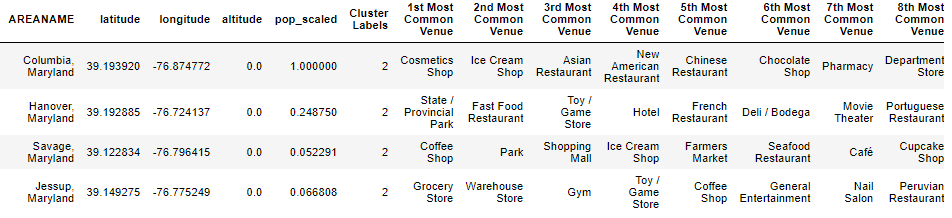 AREANAME latitude longitude altitude pop_scaled Cluster Labels 1st Most Common Venue 2nd Most Common Venue 3rd Most Common Venue 4th Most Common Venue 5th Most Common Venue 6th Most Common Venue 7th Most Common Venue 8th Most Common Venue
Columbia, Maryland 39.193920 -76.874772 0.0 1.000000 2 Cosmetics Shop Ice Cream Shop Asian Restaurant New American Restaurant Chinese Restaurant Chocolate Shop Pharmacy Department Store
Hanover, Maryland 39.192885 -76.724137 0.0 0.248750 2 State / Provincial Park Fast Food Restaurant Toy / Game Store Hotel French Restaurant Deli / Bodega Movie Theater Portuguese Restaurant
Savage, Maryland 39.122834 -76.796415 0.0 0.052291 2 Coffee Shop Park Shopping Mall Ice Cream Shop Farmers Market Seafood Restaurant Café Cupcake Shop
Jessup, Maryland 39.149275 -76.775249 0.0 0.066808 2 Grocery Store Warehouse Store Gym Toy / Game Store Coffee Shop General Entertainment Nail Salon Peruvian Restaurant